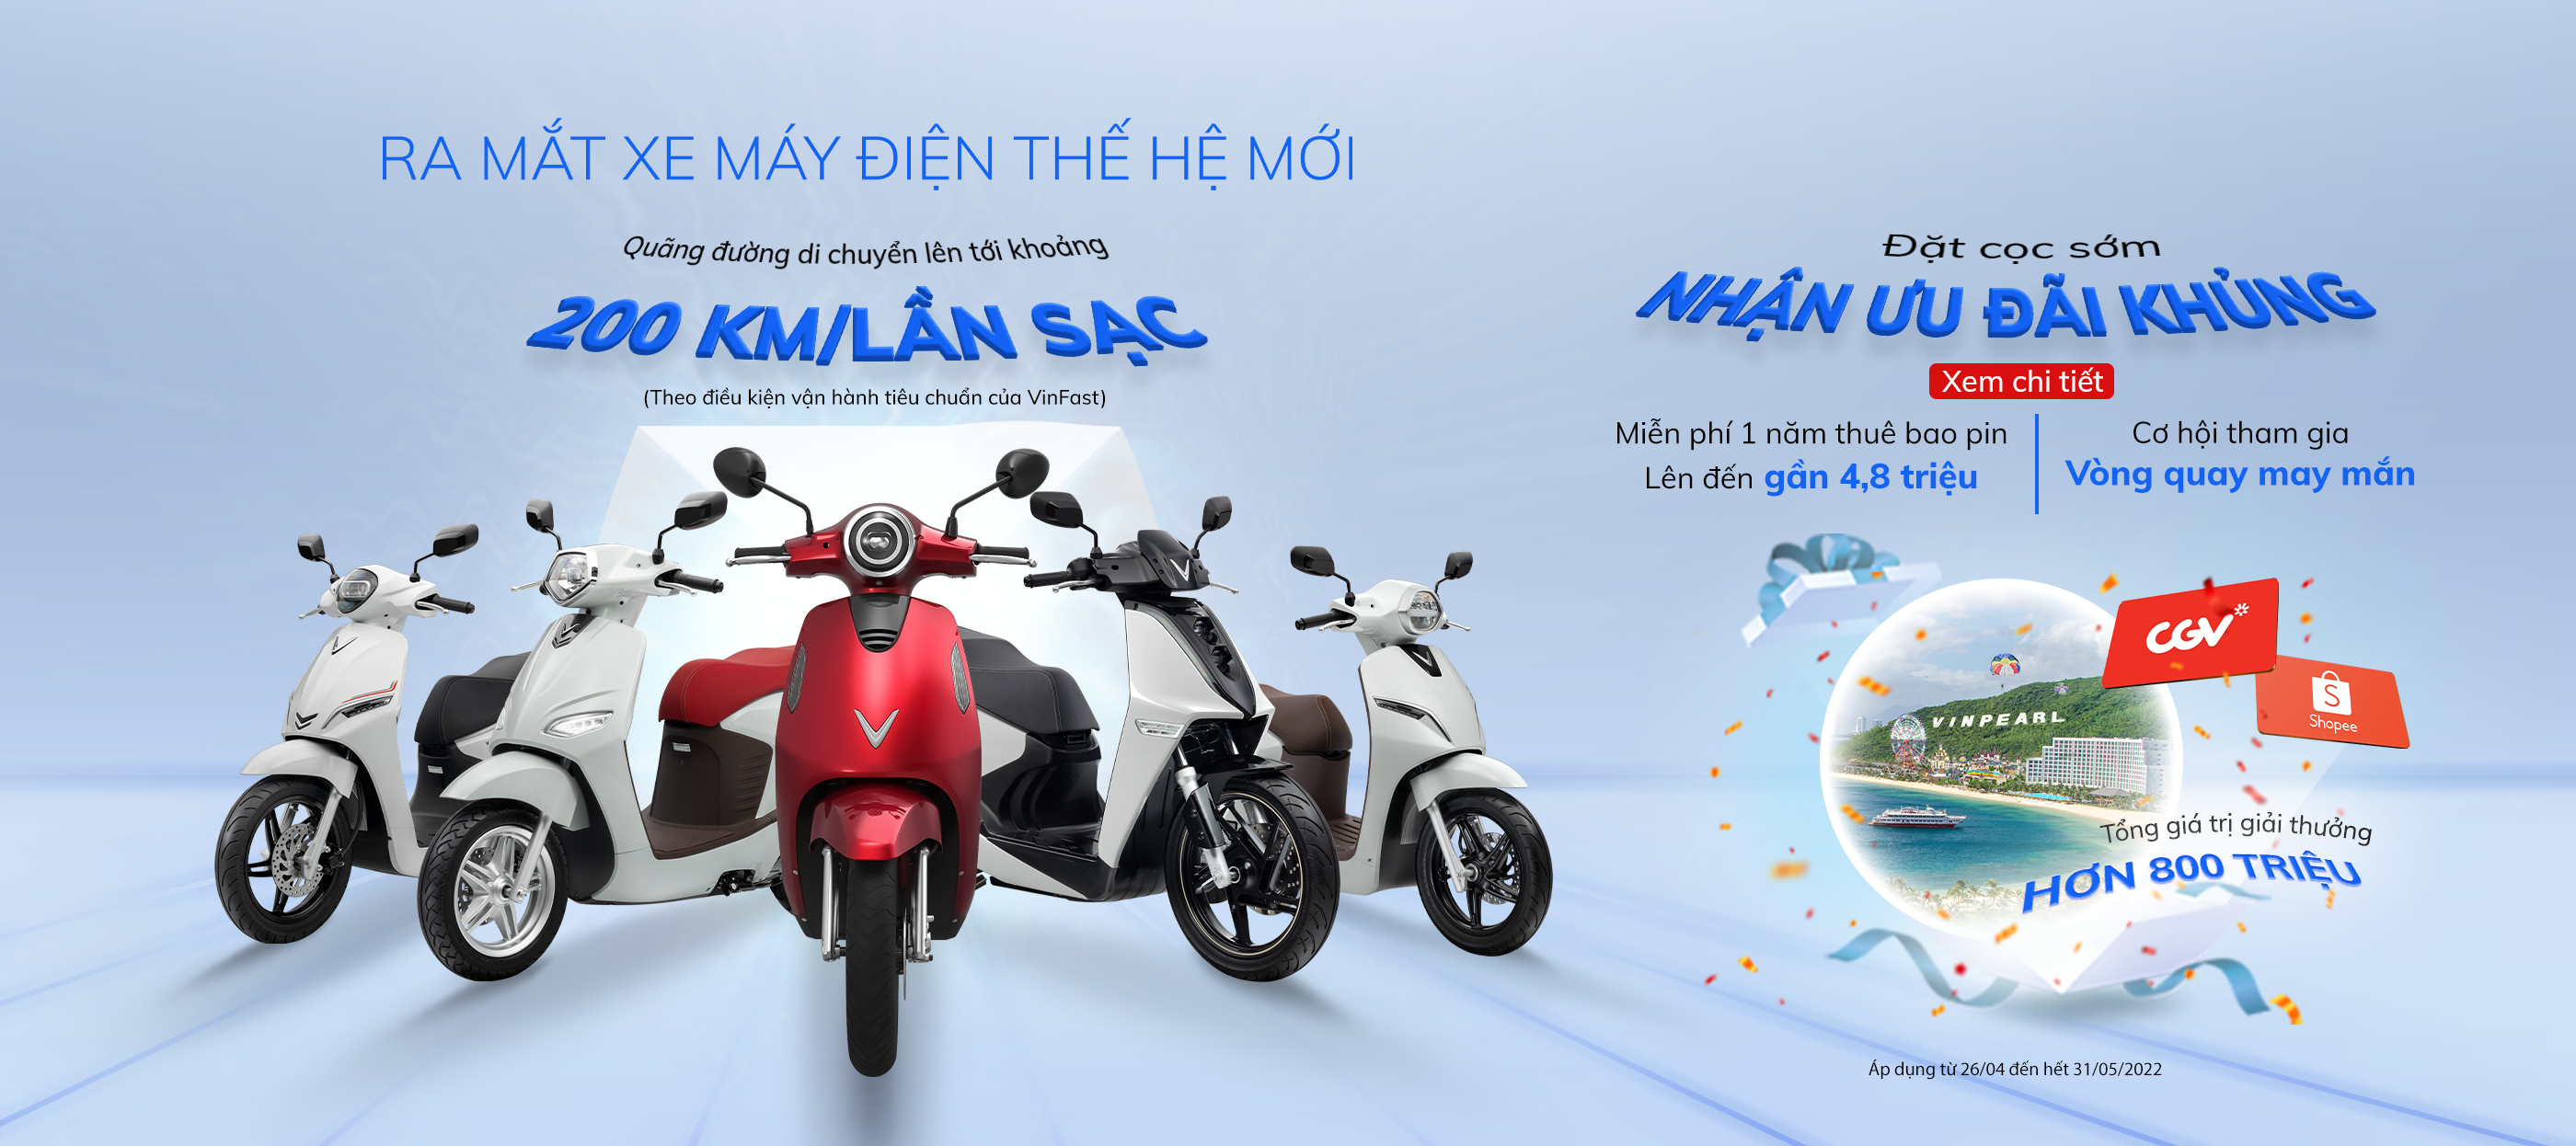 RA MẮT XE MÁY ĐIỆN THẾ HỆ MỚI
Quãng đường di chuyển lên tới khoảng
200 KM/LẦN SẠC
(Theo điều kiện vận hành tiêu chuẩn của VinFast)
Đặt cọc sớm
NHẬN ƯU ĐÃI KHỦNG
Xem chi tiết
Miễn phí 1 năm thuê bao pin
Lên đến gần 4,8 triệu
Cơ hội tham gia
Vòng quay may mắn
CGV
S
Shopee
VINPEARL
Tổng giá trị giải thưởng
HƠN 800 TRIỆU
Áp dụng từ 26/04 đến hết 31/05/2022